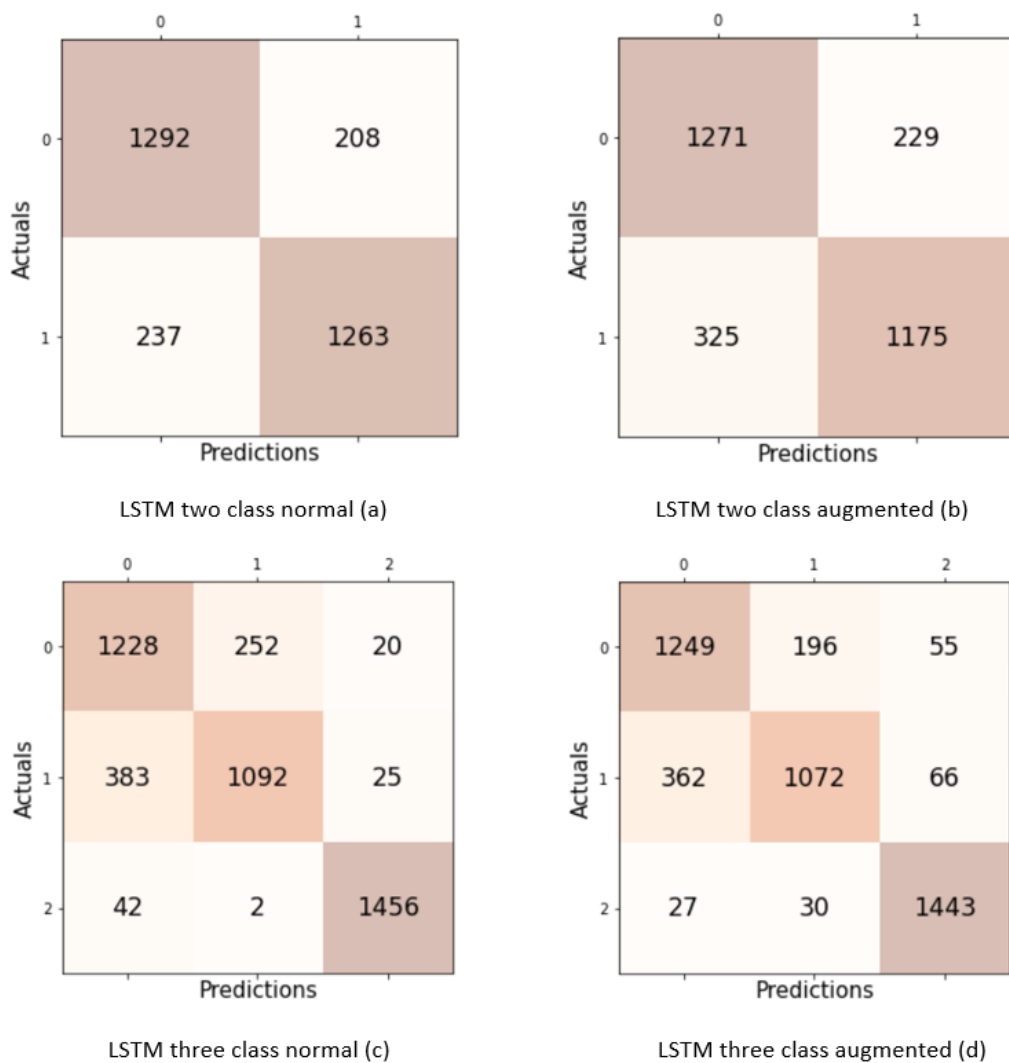 0 1
0 1292 208
Actuals
1 237 1263
Predictions
LSTM two class normal (a)
0 1
0 1271 229
Actuals
1 325 1175
Predictions
LSTM two class augmented (b)
0 1 2
0 1228 252 20
Actuals
1 383 1092 25
2 42 2 1456
Predictions
LSTM three class normal (c)
0 1 2
0 1249 196 55
Actuals
1 362 1072 66
2 27 30 1443
Predictions
LSTM three class augmented (d)